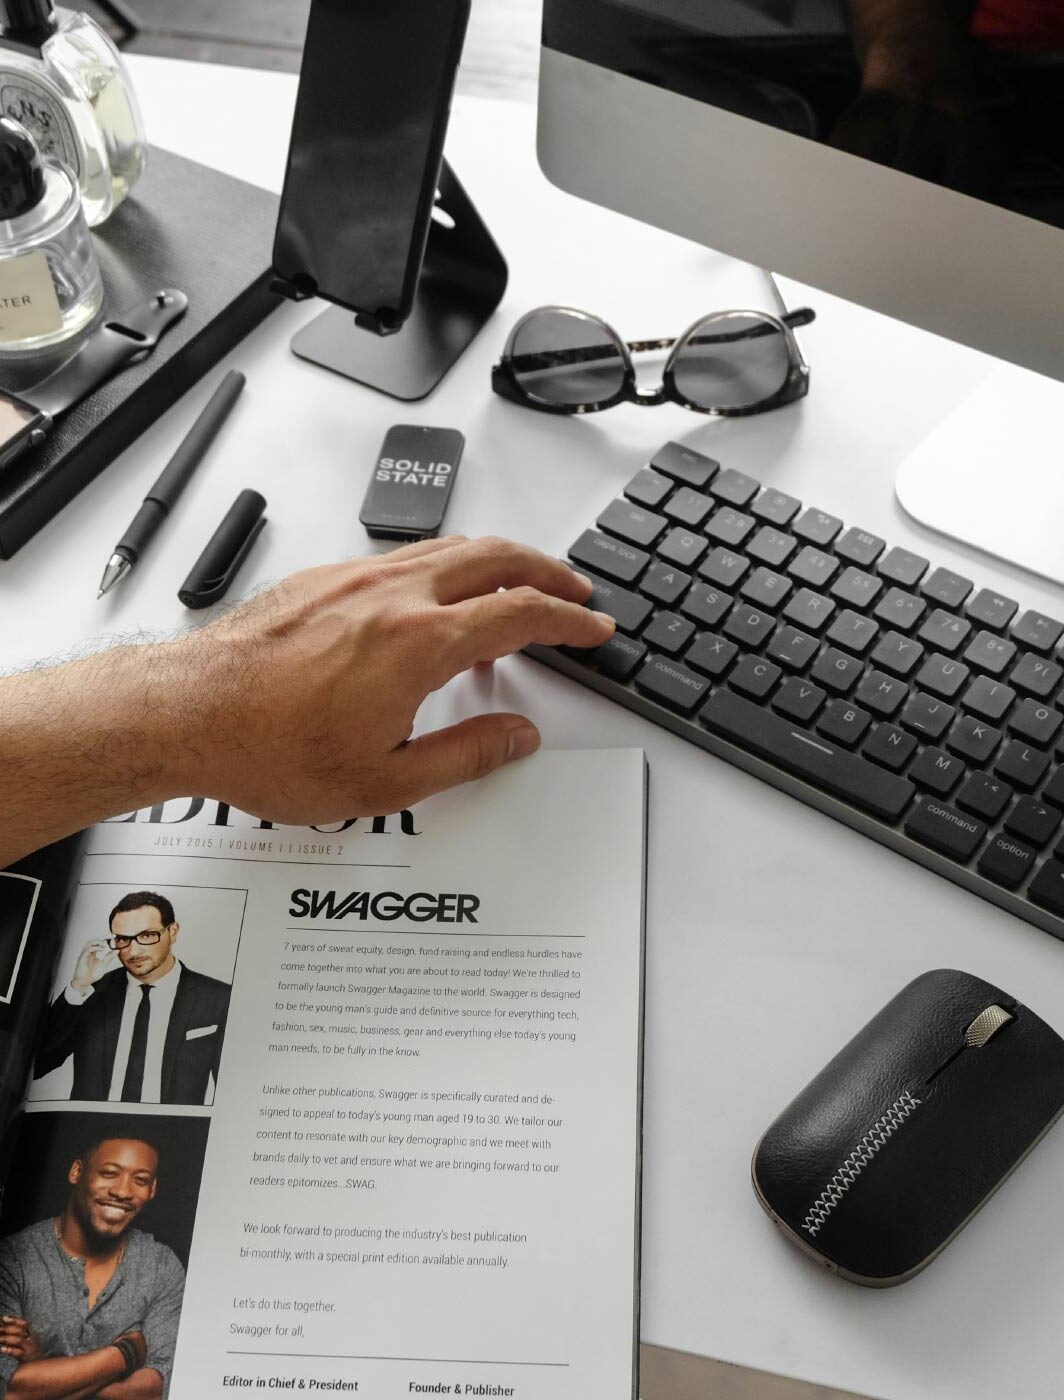 ATER
SOLID
STATE
esc
tab
caps lock
Q W E R T Y U I O
A S D F G H J K L
Z X C V B N M
option
command
command
option
EDITOR
JULY 2015 | VOLUME I | ISSUE 2
SWAGGER
7 years of sweat equity, design, fund raising and endless hurdles have
come together into what you are about to read today! We're thrilled to
formally launch Swagger Magazine to the world. Swagger is designed
to be the young man's guide and definitive source for everything tech,
fashion, sex, music, business, gear and everything else today's young
man needs, to be fully in the know.
Unlike other publications, Swagger is specifically curated and de-
signed to appeal to today's young man aged 19 to 30. We tailor our
content to resonate with our key demographic and we meet with
brands daily to vet and ensure what we are bringing forward to our
readers epitomizes...SWAG.
We look forward to producing the industry's best publication
bi-monthly, with a special print edition available annually.
Let's do this together.
Swagger for all,
Editor in Chief & President
Founder & Publisher